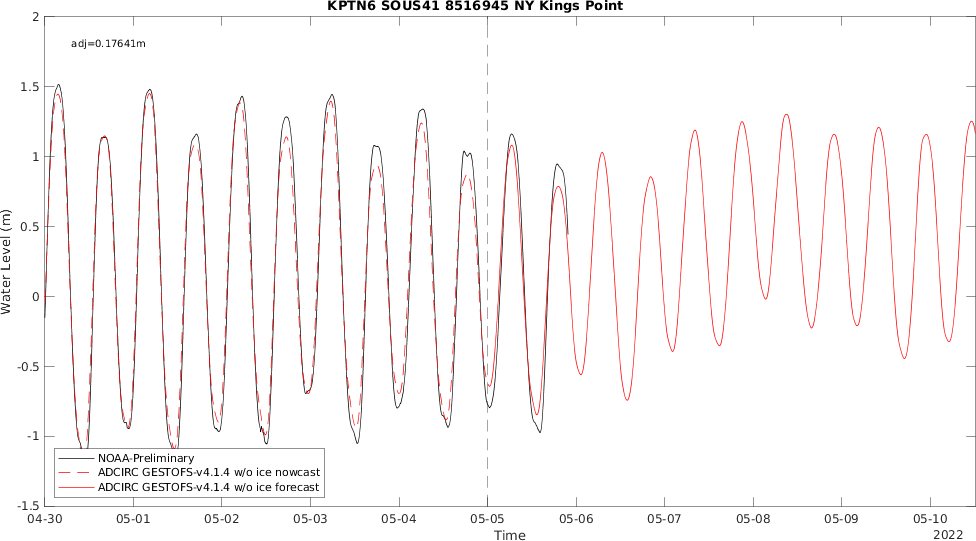 KPTN6 SOUS41 8516945 NY Kings Point
adj=0.17641m
2
1.5
1
0.5
0
-0.5
-1
-1.5
Water Level (m)
NOAA-Preliminary
ADCIRC GESTOFS-v4.1.4 w/o ice nowcast
ADCIRC GESTOFS-v4.1.4 w/o ice forecast
04-30 05-01 05-02 05-03 05-04 05-05 05-06 05-07 05-08 05-09 05-10
Time
2022